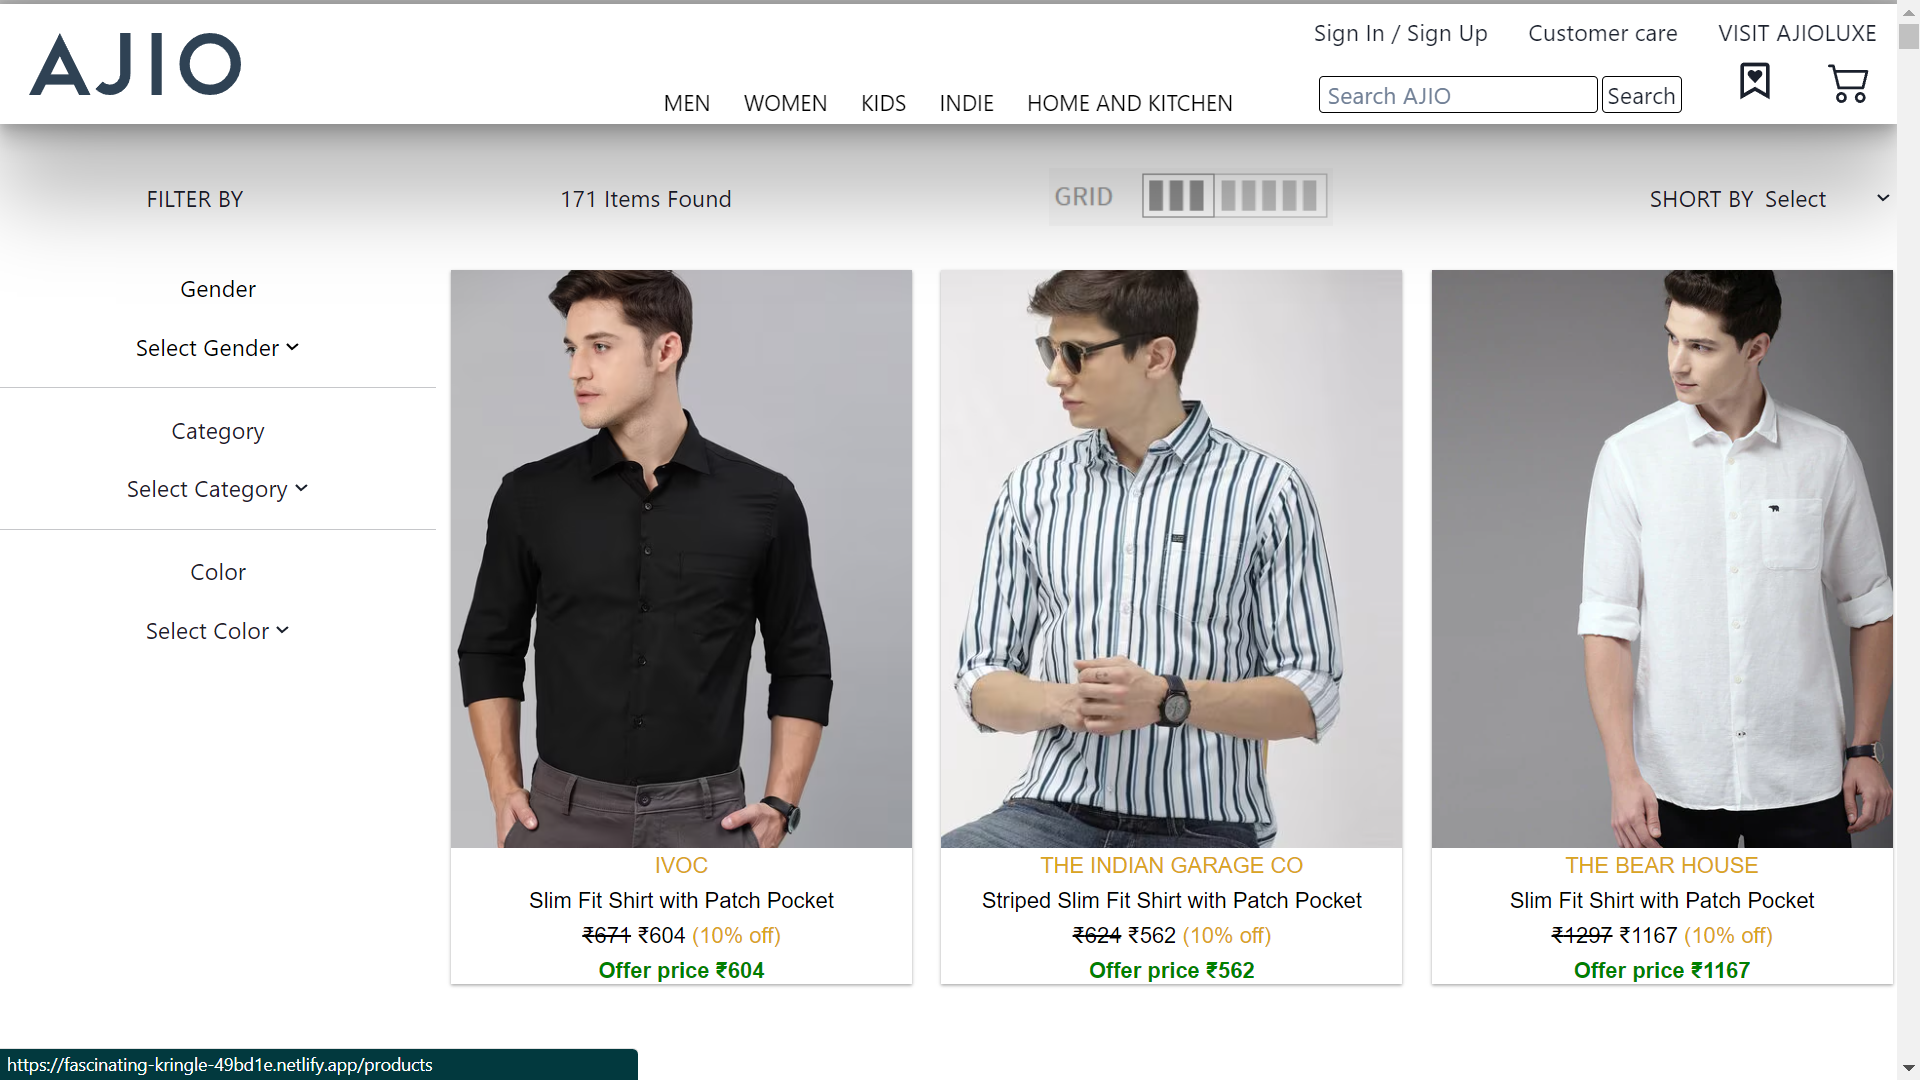 AJIO
Sign In / Sign Up Customer care VISIT AJIOLUXE
MEN WOMEN KIDS INDIE HOME AND KITCHEN
Search AJIO Search
FILTER BY 171 Items Found GRID SHORT BY Select
Gender
Select Gender
Category
Select Category
Color
Select Color
IVOC
Slim Fit Shirt with Patch Pocket
₹671 ₹604 (10% off)
Offer price ₹604
THE INDIAN GARAGE CO
Striped Slim Fit Shirt with Patch Pocket
₹624 ₹562 (10% off)
Offer price ₹562
THE BEAR HOUSE
Slim Fit Shirt with Patch Pocket
₹1297 ₹1167 (10% off)
Offer price ₹1167
https://fascinating-kringle-49bd1e.netlify.app/products